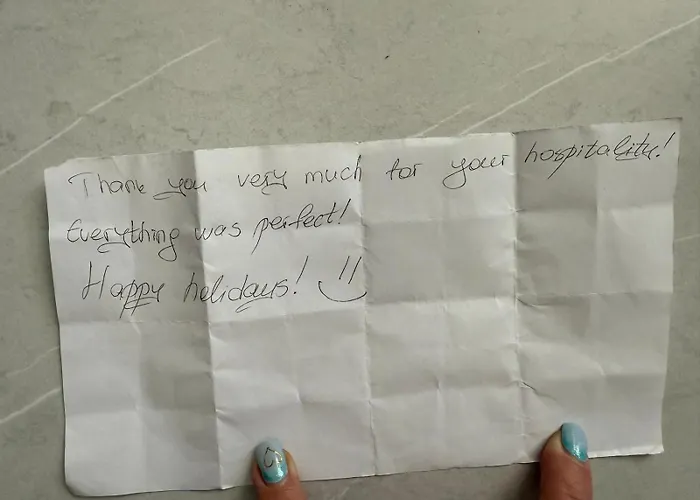 Thank you very much for your hospitality!
Everything was perfect!
Happy holidays! :)